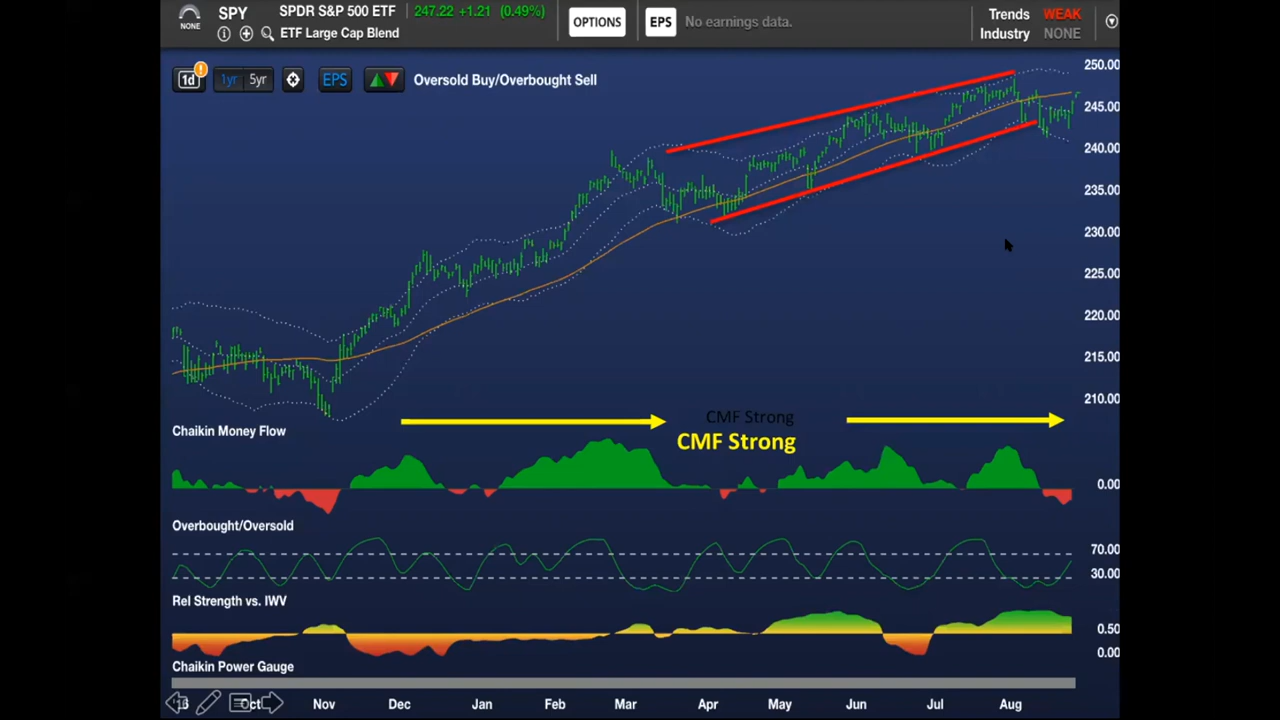 NONE
SPY
SPDR S&P 500 ETF
247.22 +1.21 (0.49%)
ETF Large Cap Blend
OPTIONS
EPS
No earnings data.
Trends WEAK
Industry NONE
1d
1yr 5yr
EPS
Oversold Buy/Overbought Sell
250.00
245.00
240.00
235.00
230.00
225.00
220.00
215.00
210.00
CMF Strong
CMF Strong
Chaikin Money Flow
0.00
Overbought/Oversold
70.00
30.00
Rel Strength vs. IWV
0.50
0.00
Chaikin Power Gauge
Oct Nov Dec Jan Feb Mar Apr May Jun Jul Aug